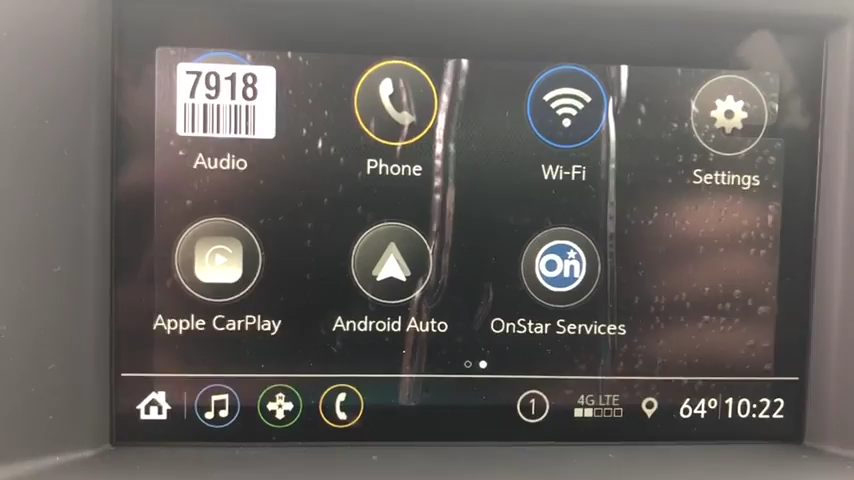 7918
Audio
Phone
Wi-Fi
Settings
Apple CarPlay
Android Auto
On
OnStar Services
1
4G LTE
64° 10:22